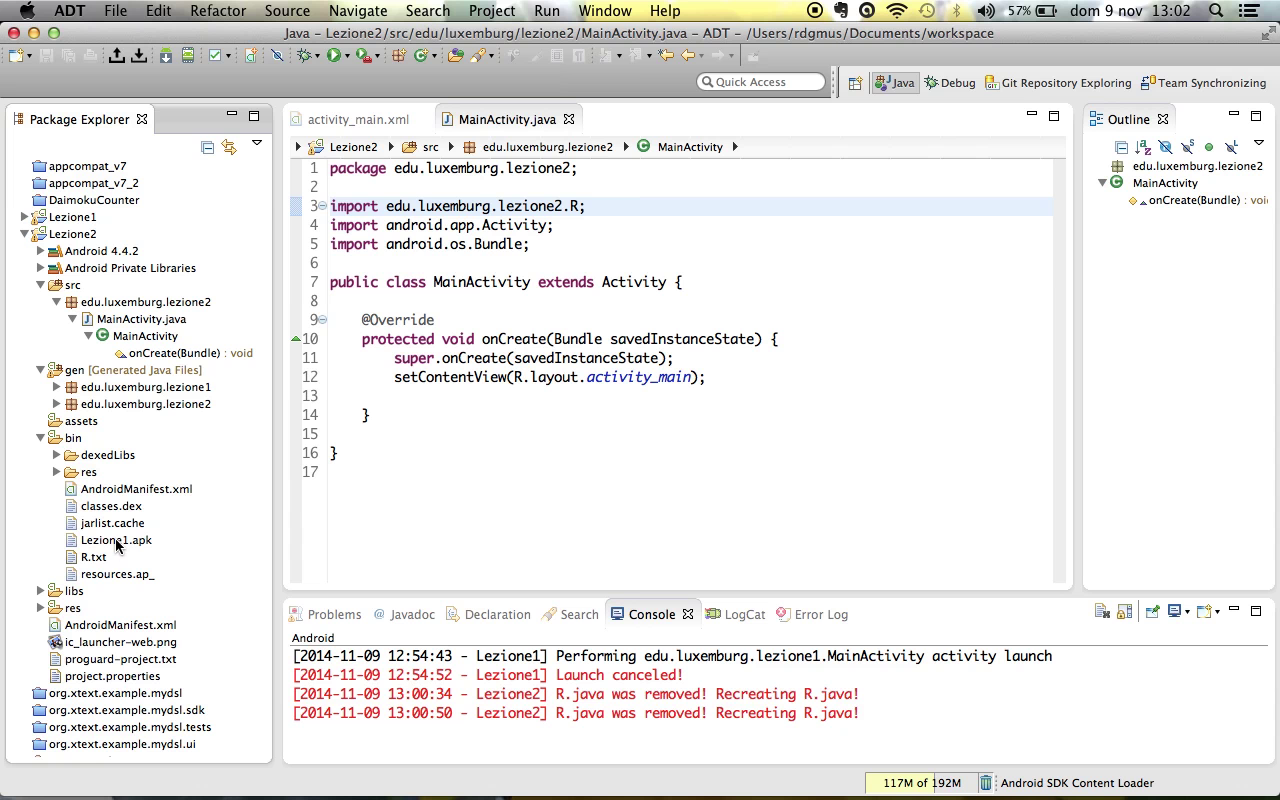 ADT File Edit Refactor Source Navigate Search Project Run Window Help 57% dom 9 nov 13:02
Java – Lezione2/src/edu/luxemburg/lezione2/MainActivity.java – ADT – /Users/rdgmus/Documents/workspace
Quick Access Java Debug Git Repository Exploring Team Synchronizing
Package Explorer
appcompat_v7
appcompat_v7_2
DaimokuCounter
Lezione1
Lezione2
Android 4.4.2
Android Private Libraries
src
edu.luxemburg.lezione2
MainActivity.java
MainActivity
onCreate(Bundle) : void
gen [Generated Java Files]
edu.luxemburg.lezione1
edu.luxemburg.lezione2
assets
bin
dexedLibs
res
AndroidManifest.xml
classes.dex
jarlist.cache
Lezione1.apk
R.txt
resources.ap_
libs
res
AndroidManifest.xml
ic_launcher-web.png
proguard-project.txt
project.properties
org.xtext.example.mydsl
org.xtext.example.mydsl.sdk
org.xtext.example.mydsl.tests
org.xtext.example.mydsl.ui
activity_main.xml MainActivity.java
Lezione2 src edu.luxemburg.lezione2 MainActivity
1 package edu.luxemburg.lezione2;
2
3 import edu.luxemburg.lezione2.R;
4 import android.app.Activity;
5 import android.os.Bundle;
6
7 public class MainActivity extends Activity {
8
9 @Override
10 protected void onCreate(Bundle savedInstanceState) {
11 super.onCreate(savedInstanceState);
12 setContentView(R.layout.activity_main);
13
14 }
15
16 }
17
Outline
edu.luxemburg.lezione2
MainActivity
onCreate(Bundle) : voi
Problems @ Javadoc Declaration Search Console LogCat Error Log
Android
[2014-11-09 12:54:43 - Lezione1] Performing edu.luxemburg.lezione1.MainActivity activity launch
[2014-11-09 12:54:52 - Lezione1] Launch canceled!
[2014-11-09 13:00:34 - Lezione2] R.java was removed! Recreating R.java!
[2014-11-09 13:00:50 - Lezione2] R.java was removed! Recreating R.java!
117M of 192M Android SDK Content Loader